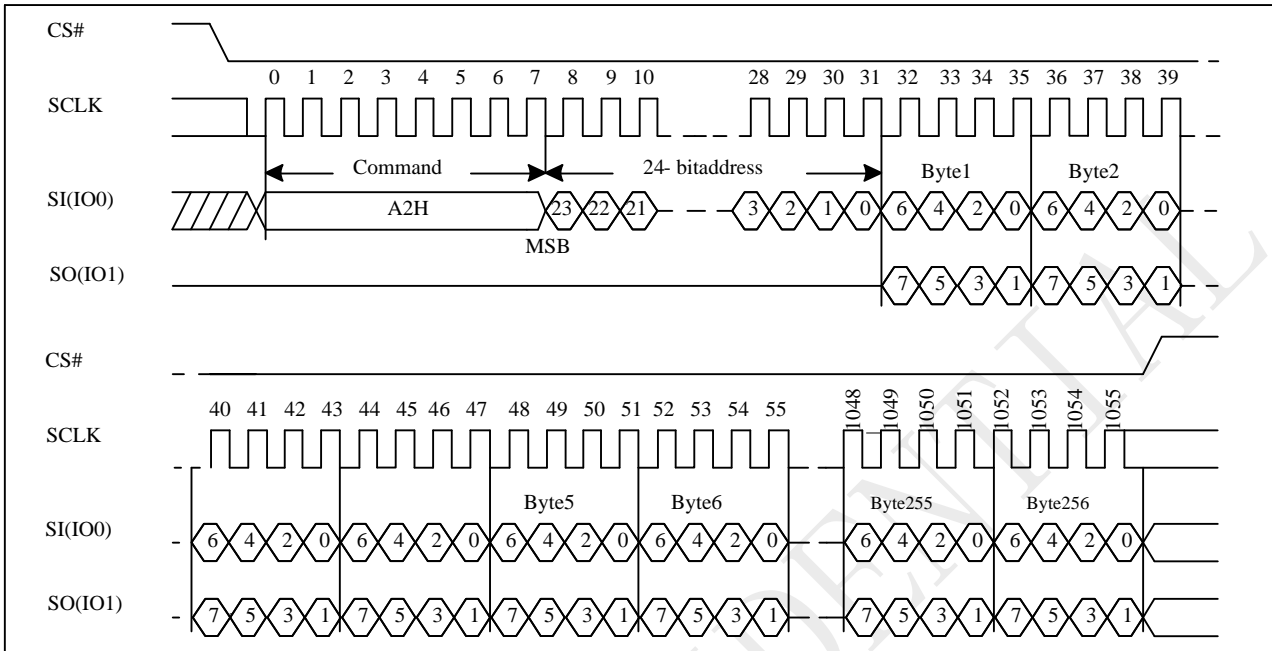 CS#
0 1 2 3 4 5 6 7 8 9 10 28 29 30 31 32 33 34 35 36 37 38 39
SCLK
Command 24- bitaddress Byte1 Byte2
SI(IO0) A2H 23 22 21 3 2 1 0 6 4 2 0 6 4 2 0
MSB
SO(IO1) 7 5 3 1 7 5 3 1
CS#
40 41 42 43 44 45 46 47 48 49 50 51 52 53 54 55 1048 1049 1050 1051 1052 1053 1054 1055
SCLK
Byte5 Byte6 Byte255 Byte256
SI(IO0) 6 4 2 0 6 4 2 0 6 4 2 0 6 4 2 0 6 4 2 0 6 4 2 0
SO(IO1) 7 5 3 1 7 5 3 1 7 5 3 1 7 5 3 1 7 5 3 1 7 5 3 1
DENTIAL